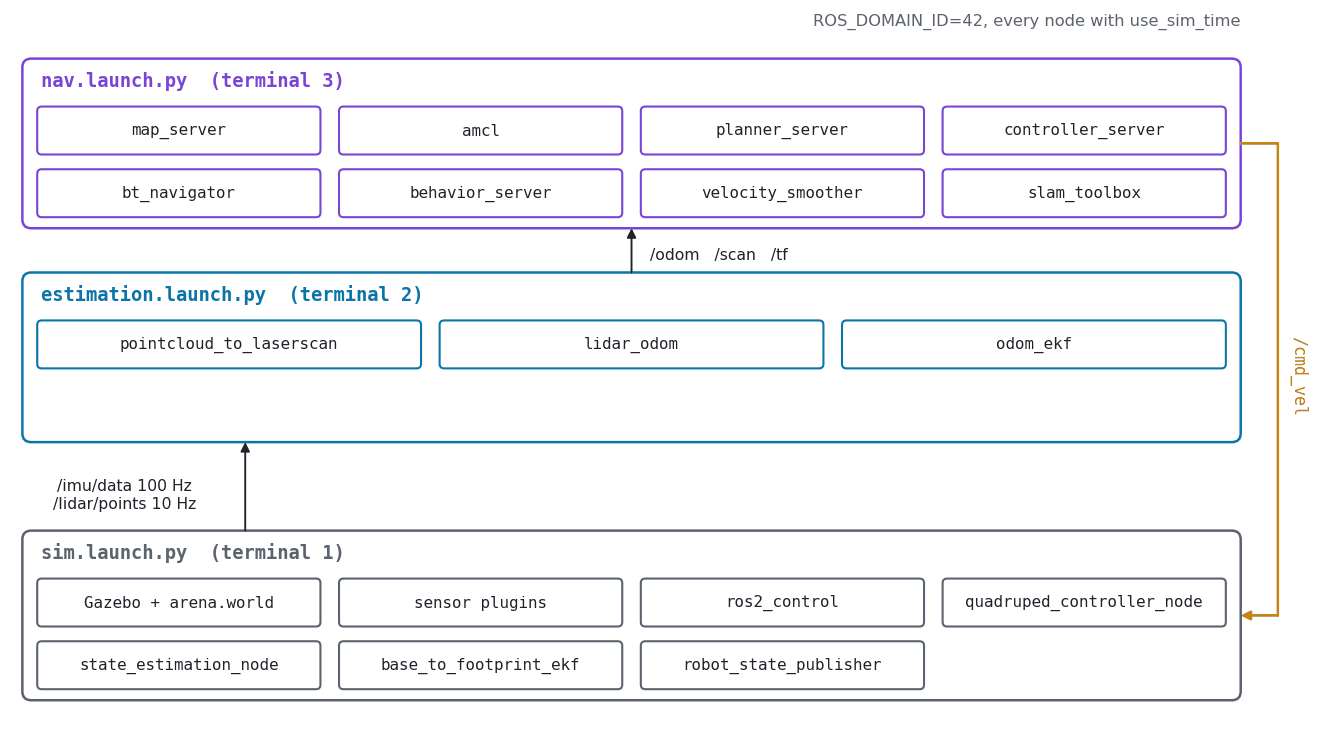 ROS_DOMAIN_ID=42, every node with use_sim_time
nav.launch.py (terminal 3)
map_server
amcl
planner_server
controller_server
bt_navigator
behavior_server
velocity_smoother
slam_toolbox
/odom /scan /tf
estimation.launch.py (terminal 2)
pointcloud_to_laserscan
lidar_odom
odom_ekf
/cmd_vel
/imu/data 100 Hz
/lidar/points 10 Hz
sim.launch.py (terminal 1)
Gazebo + arena.world
sensor plugins
ros2_control
quadruped_controller_node
state_estimation_node
base_to_footprint_ekf
robot_state_publisher